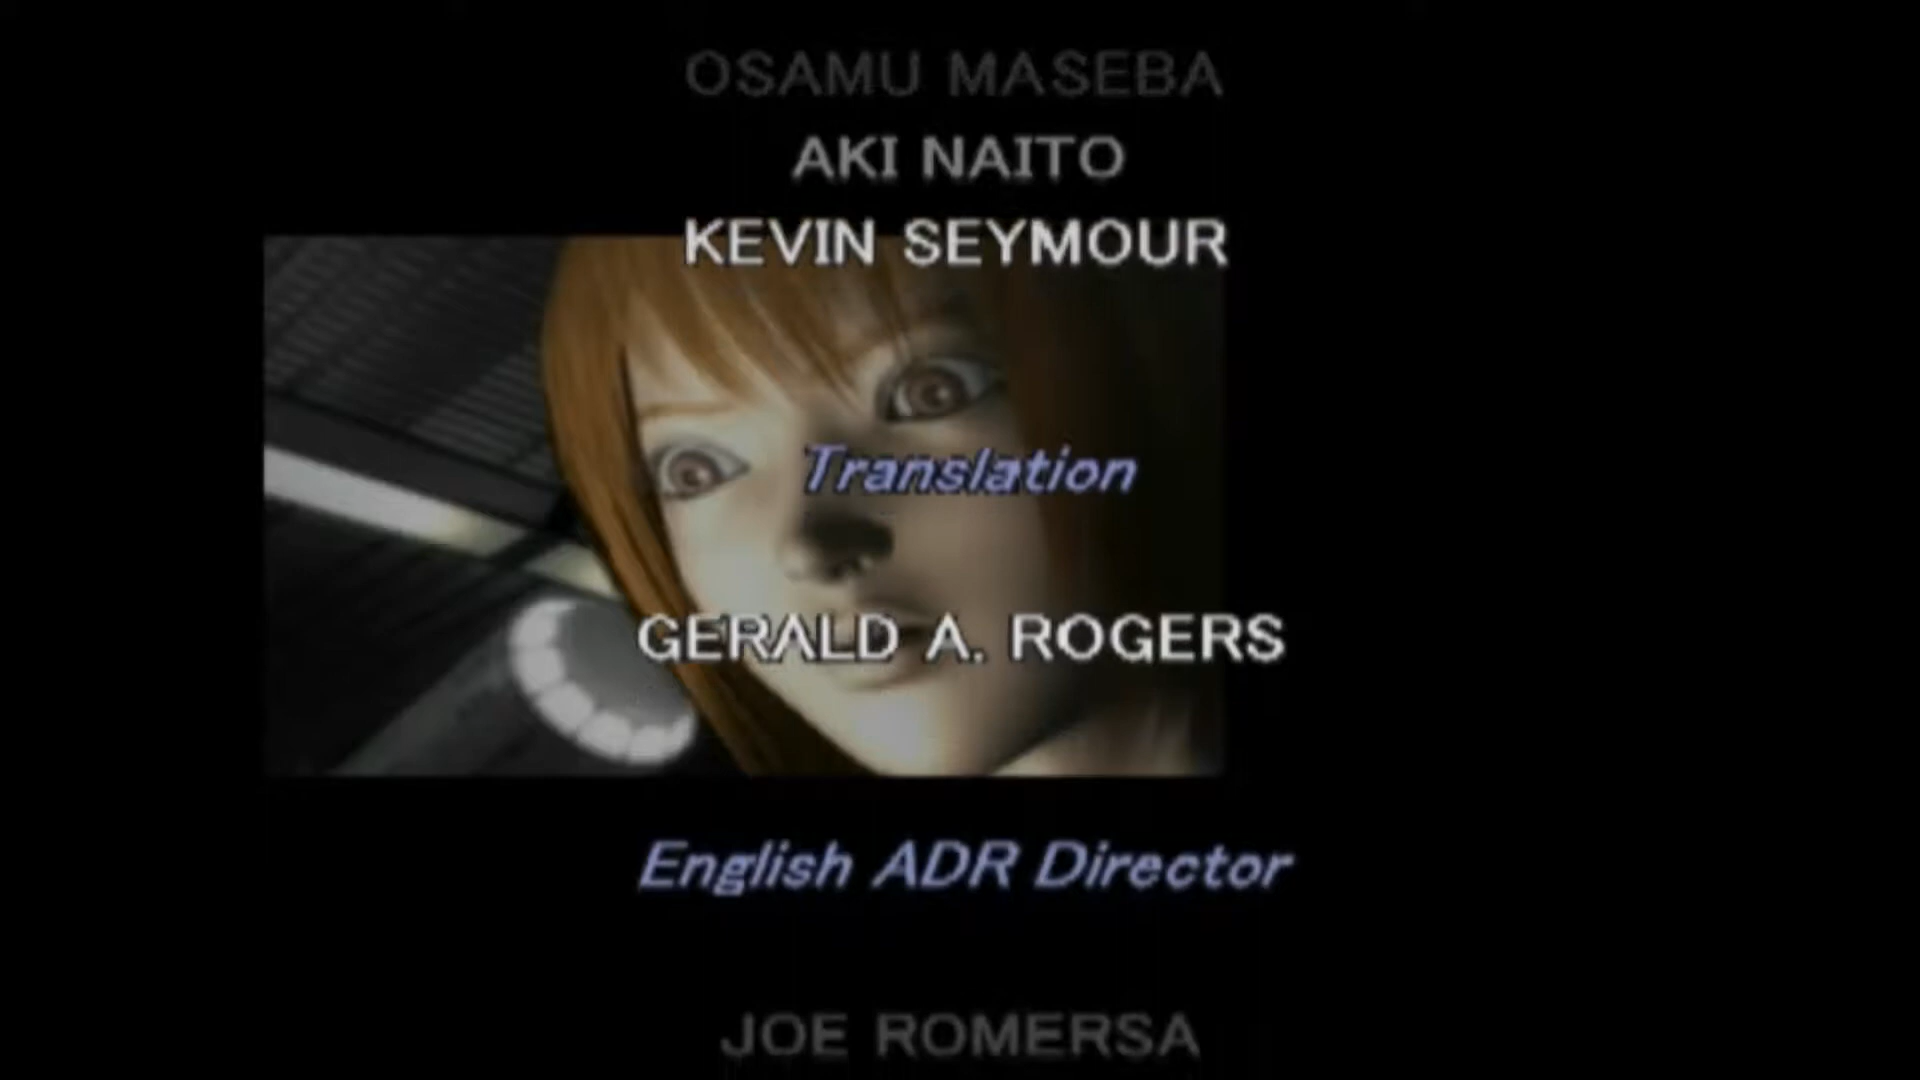 OSAMU MASEBA
AKI NAITO
KEVIN SEYMOUR
Translation
GERALD A. ROGERS
English ADR Director
JOE ROMERSA